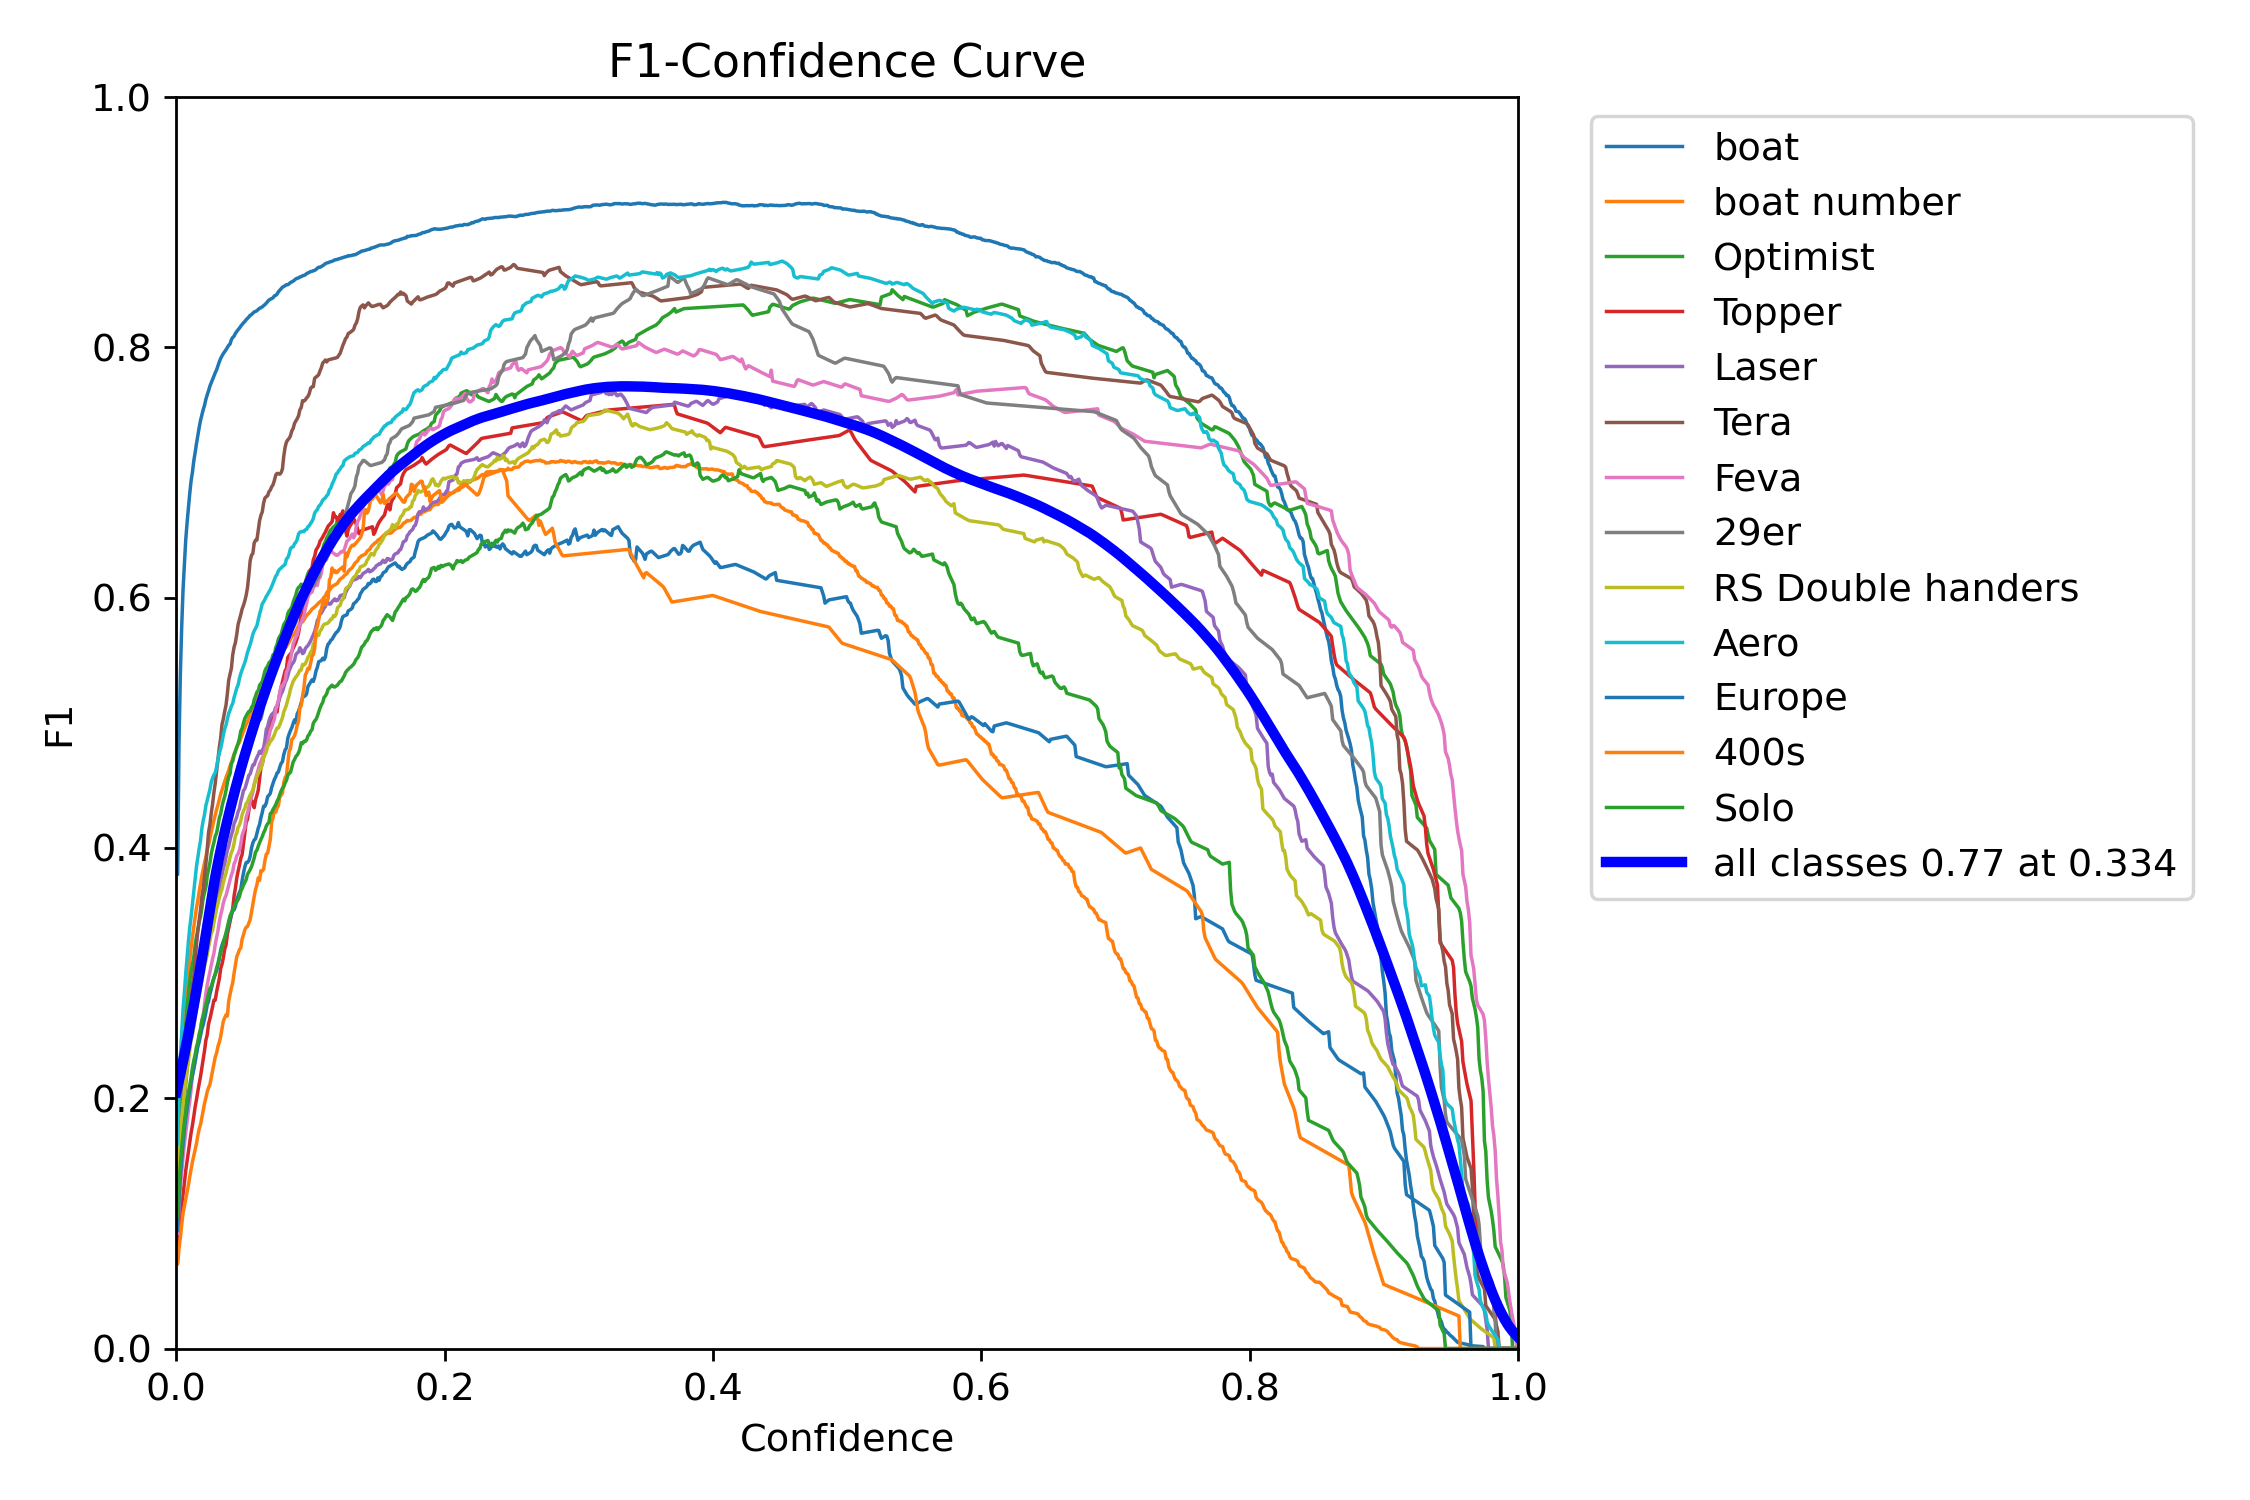 F1-Confidence Curve
1.0
0.8
0.6
0.4
0.2
0.0
F1
0.0 0.2 0.4 0.6 0.8 1.0
Confidence
boat
boat number
Optimist
Topper
Laser
Tera
Feva
29er
RS Double handers
Aero
Europe
400s
Solo
all classes 0.77 at 0.334